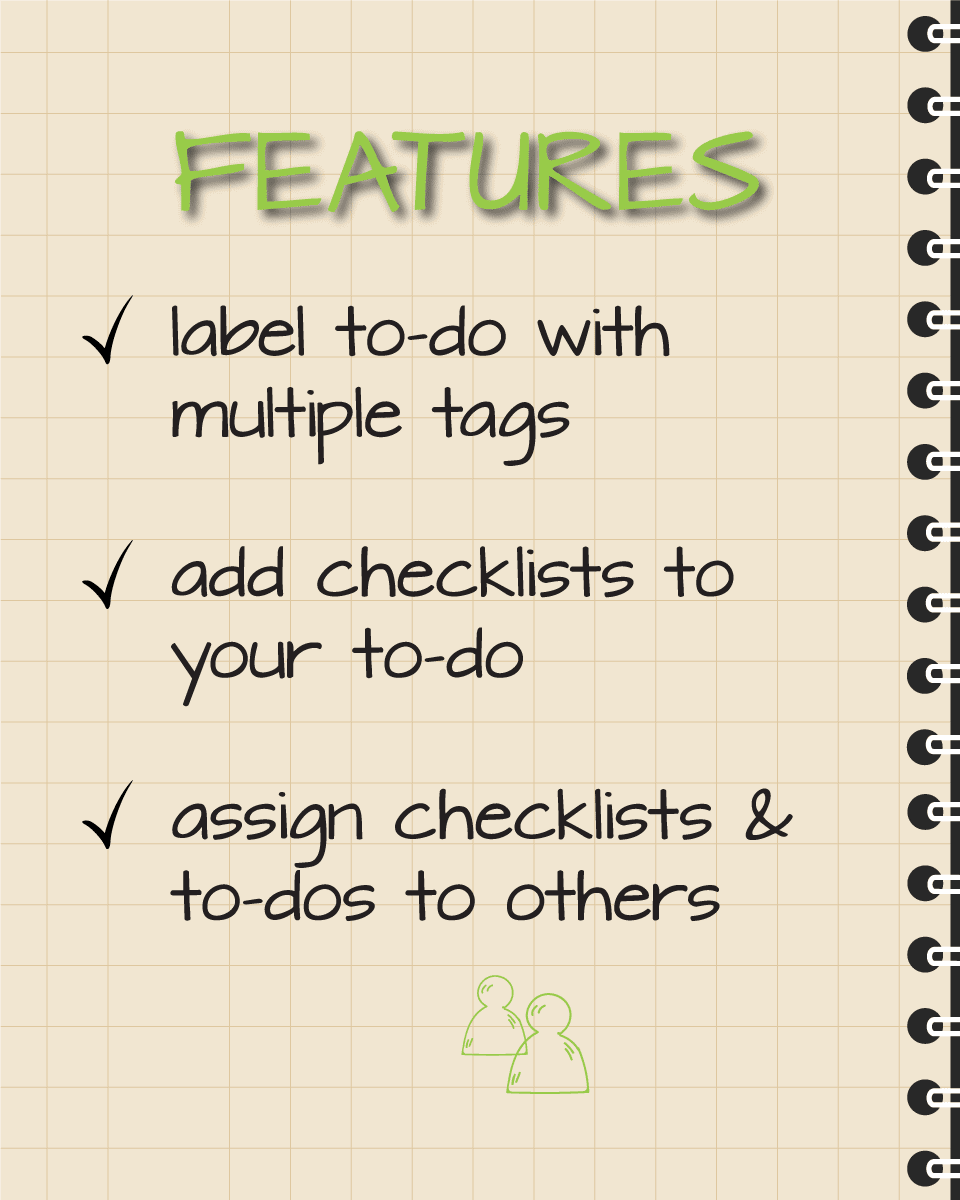 FEATURES
label to-do with
multiple tags
add checklists to
your to-do
assign checklists &
to-dos to others